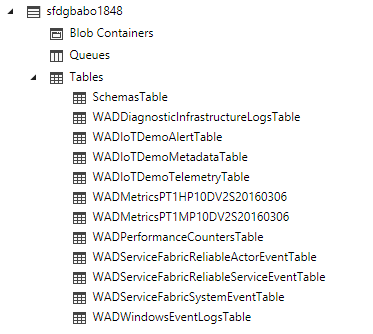 sfdgbabo1848
Blob Containers
Queues
Tables
SchemasTable
WADDiagnosticInfrastructureLogsTable
WADIoTDemoAlertTable
WADIoTDemoMetadataTable
WADIoTDemoTelemetryTable
WADMetricsPT1HP10DV2S20160306
WADMetricsPT1MP10DV2S20160306
WADPerformanceCountersTable
WADServiceFabricReliableActorEventTable
WADServiceFabricReliableServiceEventTable
WADServiceFabricSystemEventTable
WADWindowsEventLogsTable